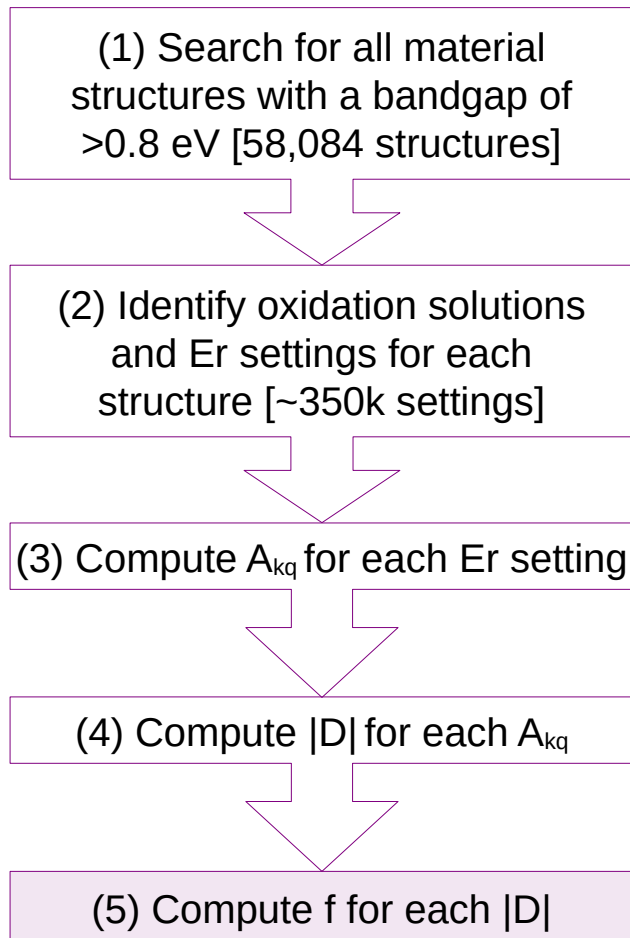 (1) Search for all material
structures with a bandgap of
>0.8 eV [58,084 structures]
(2) Identify oxidation solutions
and Er settings for each
structure [~350k settings]
(3) Compute Akq for each Er setting
(4) Compute |D| for each Akq
(5) Compute f for each |D|